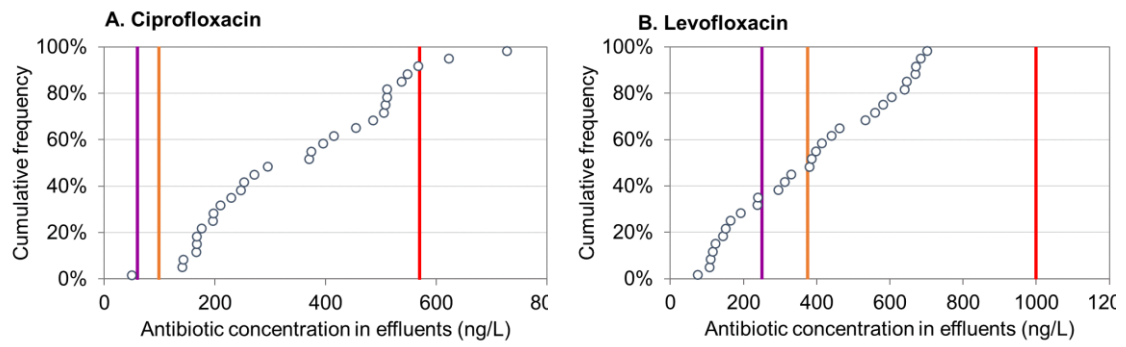 A. Ciprofloxacin
100%
80%
60%
40%
20%
0%
Cumulative frequency
0 200 400 600 80
Antibiotic concentration in effluents (ng/L)
B. Levofloxacin
100%
80%
60%
40%
20%
0%
Cumulative frequency
0 200 400 600 800 1000 120
Antibiotic concentration in effluents (ng/L)